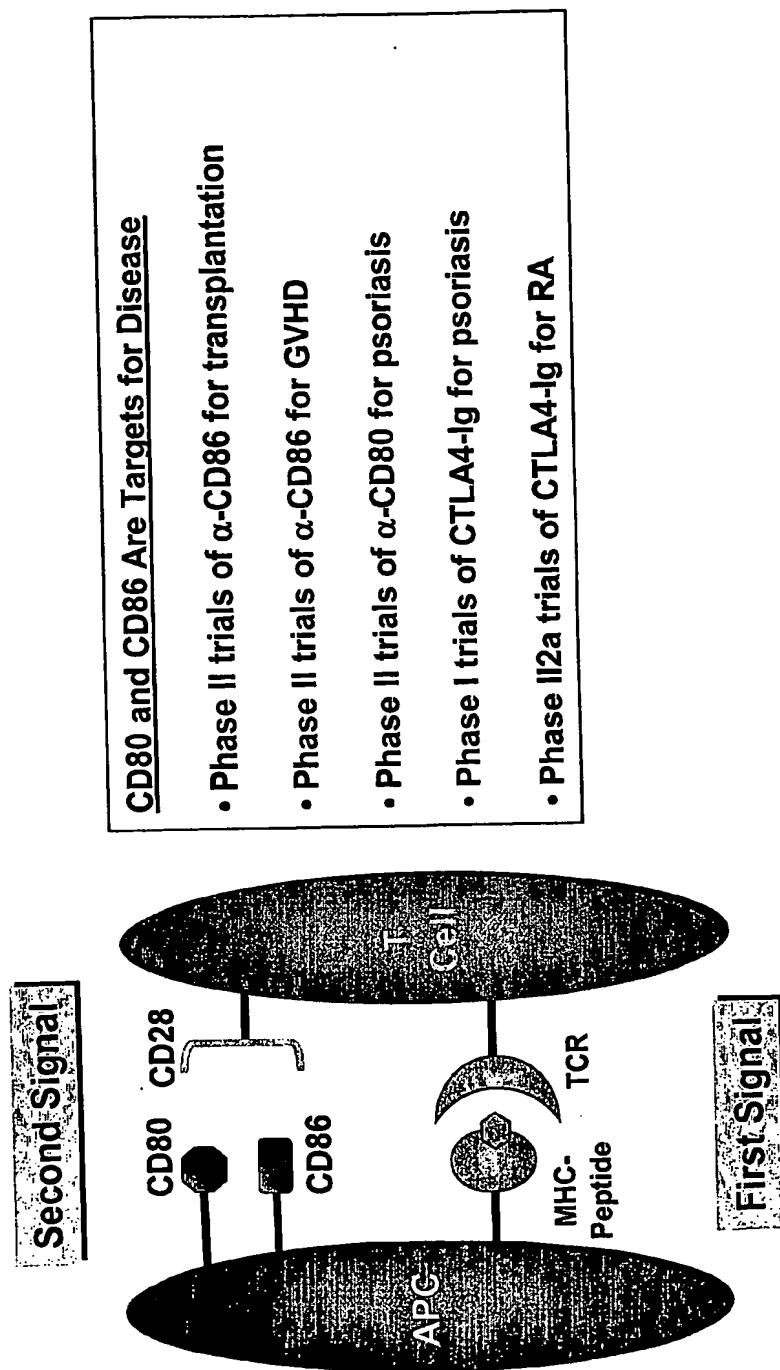 Second Signal
CD80
CD28
CD86
APC
T
Cell
MHC-
Peptide
TCR
First Signal
CD80 and CD86 Are Targets for Disease
• Phase II trials of α-CD86 for transplantation
• Phase II trials of α-CD86 for GVHD
• Phase II trials of α-CD80 for psoriasis
• Phase I trials of CTLA4-Ig for psoriasis
• Phase II2a trials of CTLA4-Ig for RA